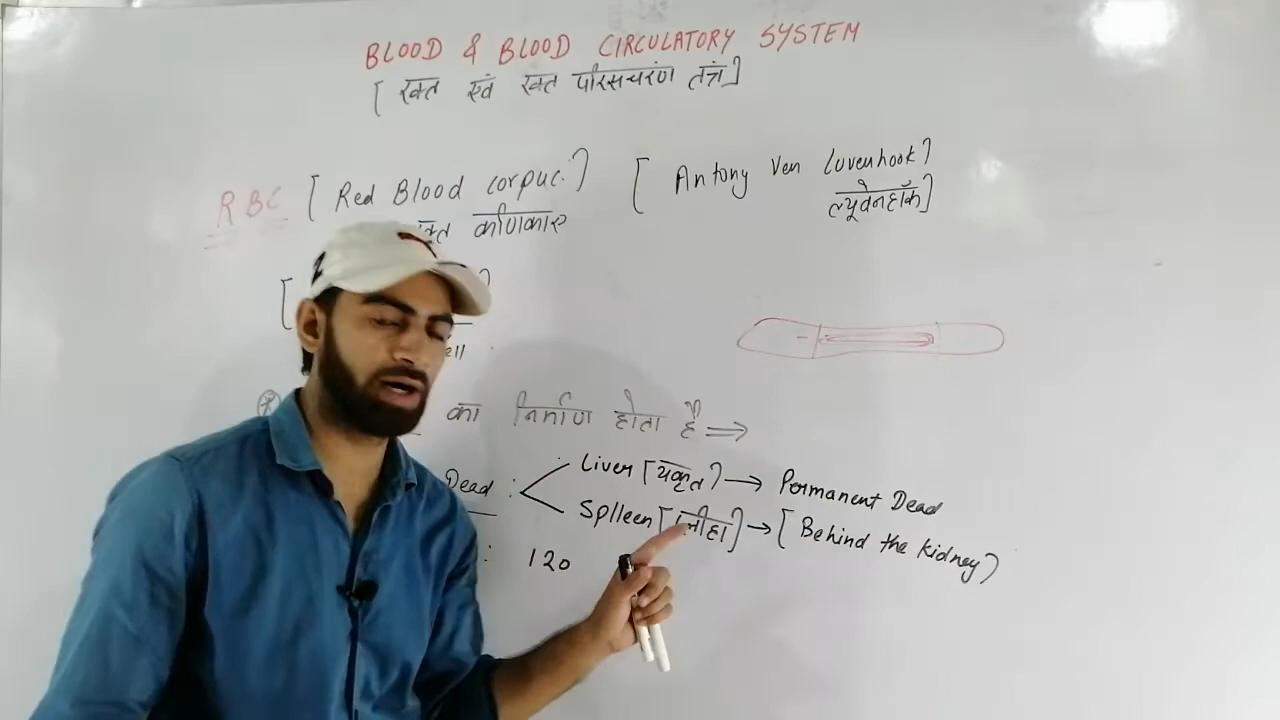 BLOOD & BLOOD CIRCULATORY SYSTEM
[ रक्त एवं रक्त परिसंचरण तंत्र ]
RBC [ Red Blood corpuc. ] [ Antony Ven luvenhook ]
कणिकाएं ल्यूवेनहॉक ]
[
ell
का निर्माण होता है ⇒
Dead : Liver [ यकृत ] → Permanent Dead
Splleen [ प्लीहा ] → [ Behind the kidney )
: 120